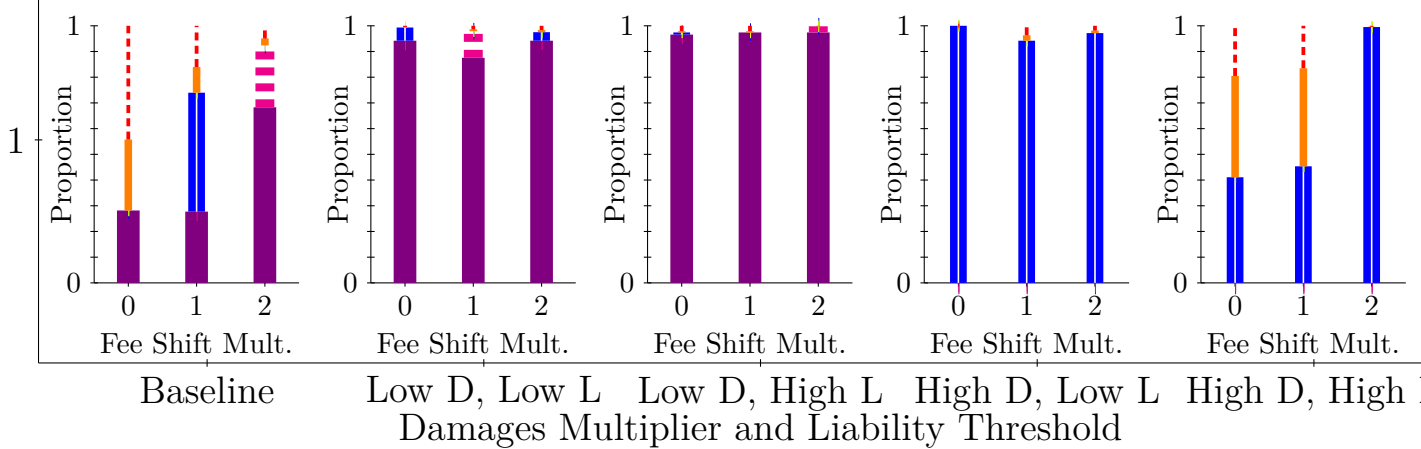 1
Proportion
1
0
0 1 2
Fee Shift Mult.
Proportion
1
0
0 1 2
Fee Shift Mult.
Proportion
1
0
0 1 2
Fee Shift Mult.
Proportion
1
0
0 1 2
Fee Shift Mult.
Proportion
1
0
0 1 2
Fee Shift Mult.
Baseline Low D, Low L Low D, High L High D, Low L High D, High
Damages Multiplier and Liability Threshold